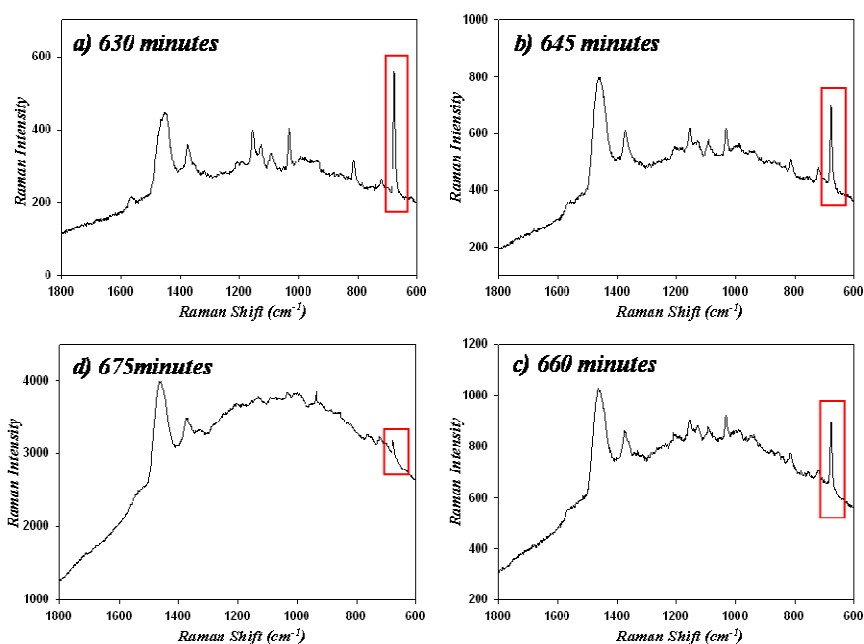 a) 630 minutes
600
400
200
0
Raman Intensity
1800 1600 1400 1200 1000 800 600
Raman Shift (cm-1)
b) 645 minutes
1000
800
600
400
200
Raman Intensity
1800 1600 1400 1200 1000 800 600
Raman Shift (cm-1)
d) 675minutes
4000
3000
2000
1000
Raman Intensity
1800 1600 1400 1200 1000 800 600
Raman Shift (cm-1)
c) 660 minutes
1200
1000
800
600
400
200
Raman Intensity
1800 1600 1400 1200 1000 800 600
Raman Shift (cm-1)